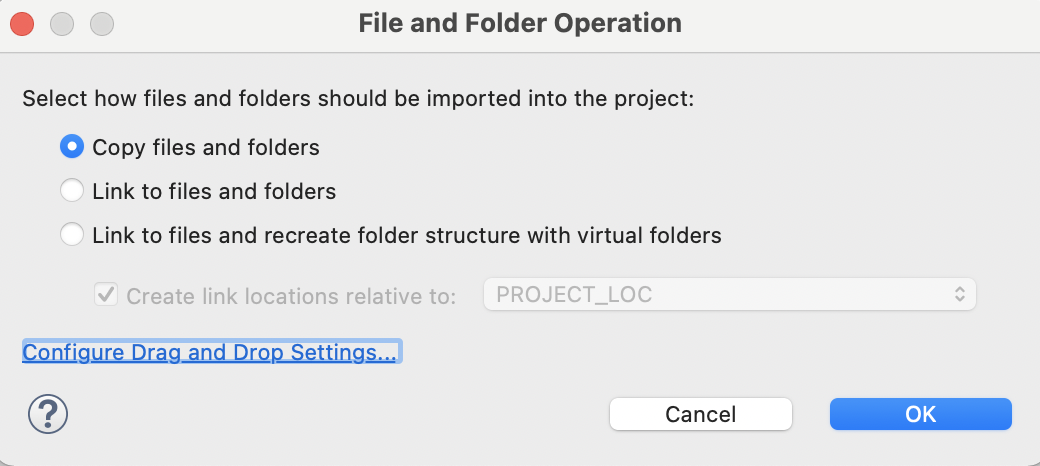 File and Folder Operation
Select how files and folders should be imported into the project:
Copy files and folders
Link to files and folders
Link to files and recreate folder structure with virtual folders
Create link locations relative to: PROJECT_LOC
Configure Drag and Drop Settings...
? Cancel OK